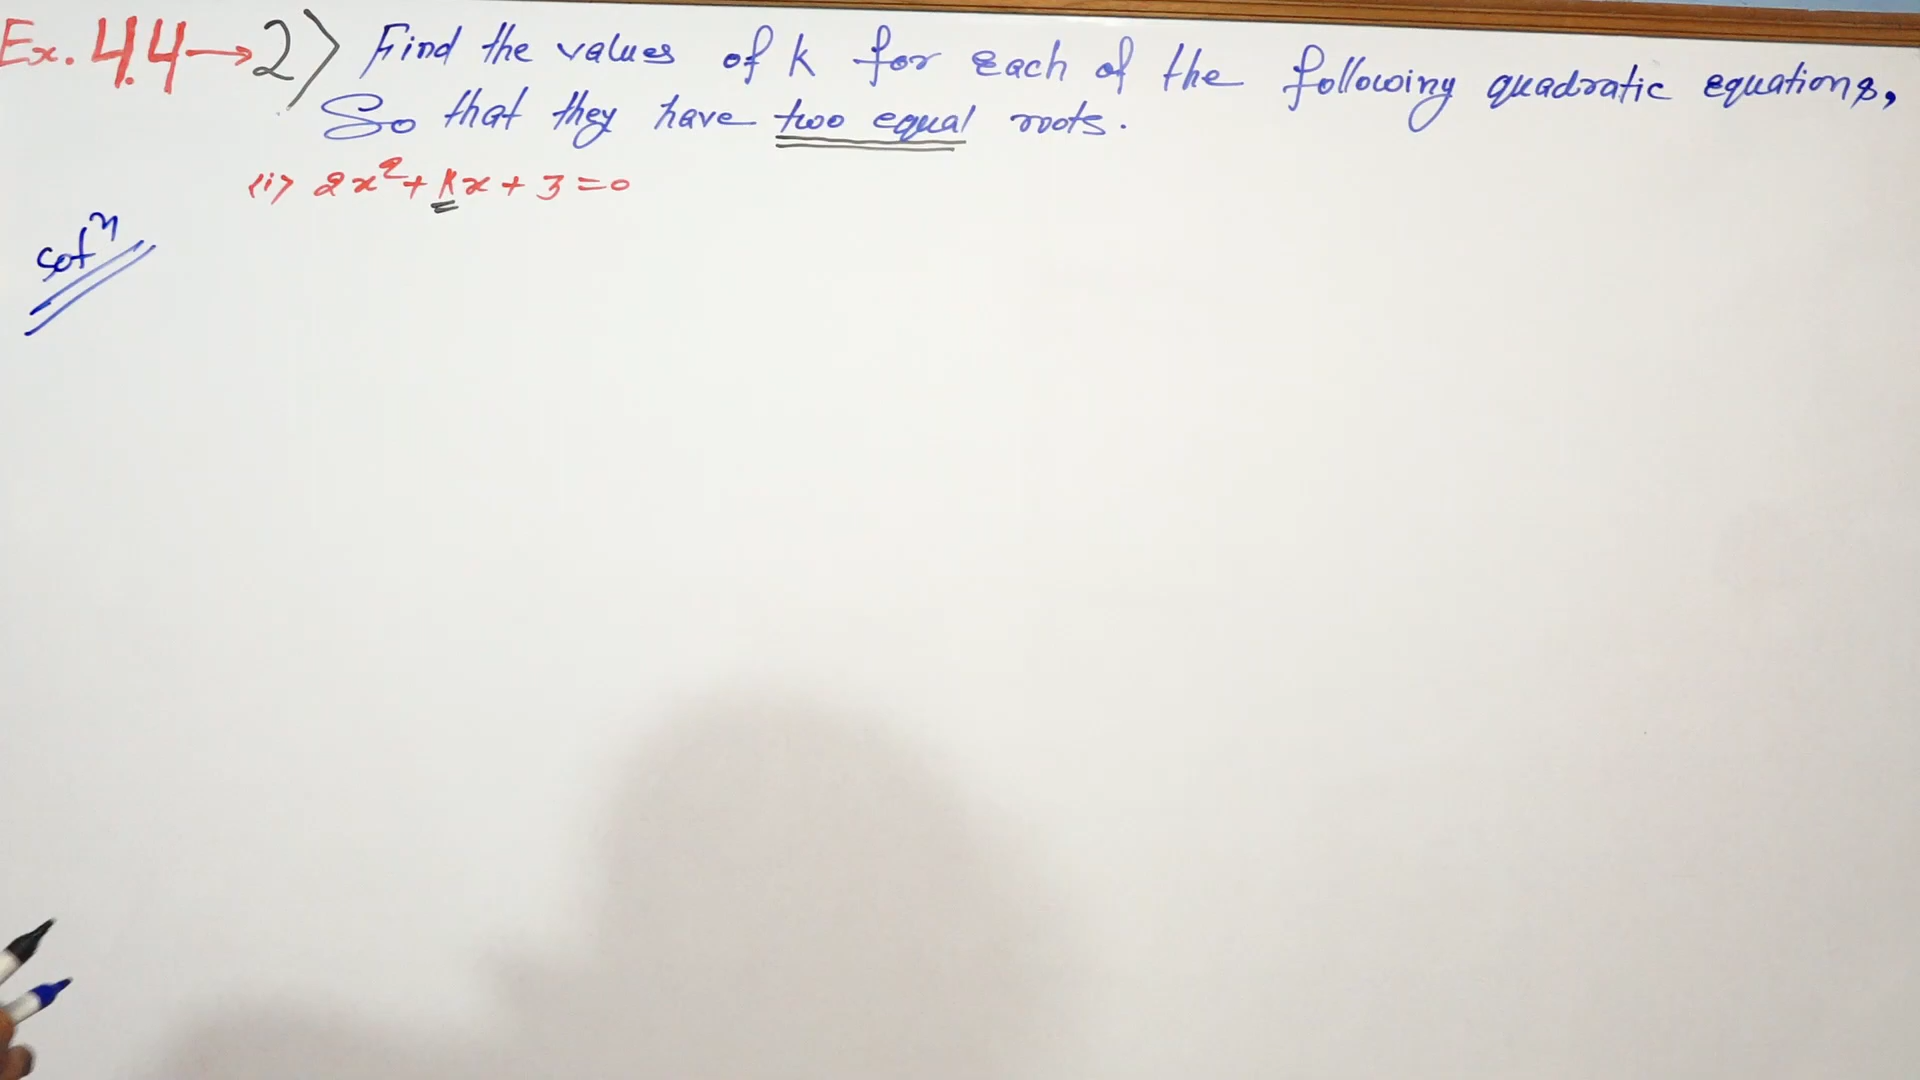 Ex. 4.4→2) Find the values of k for each of the following quadratic equations,
So that they have two equal roots.
(i) 2x²+kx+3=0
Solⁿ